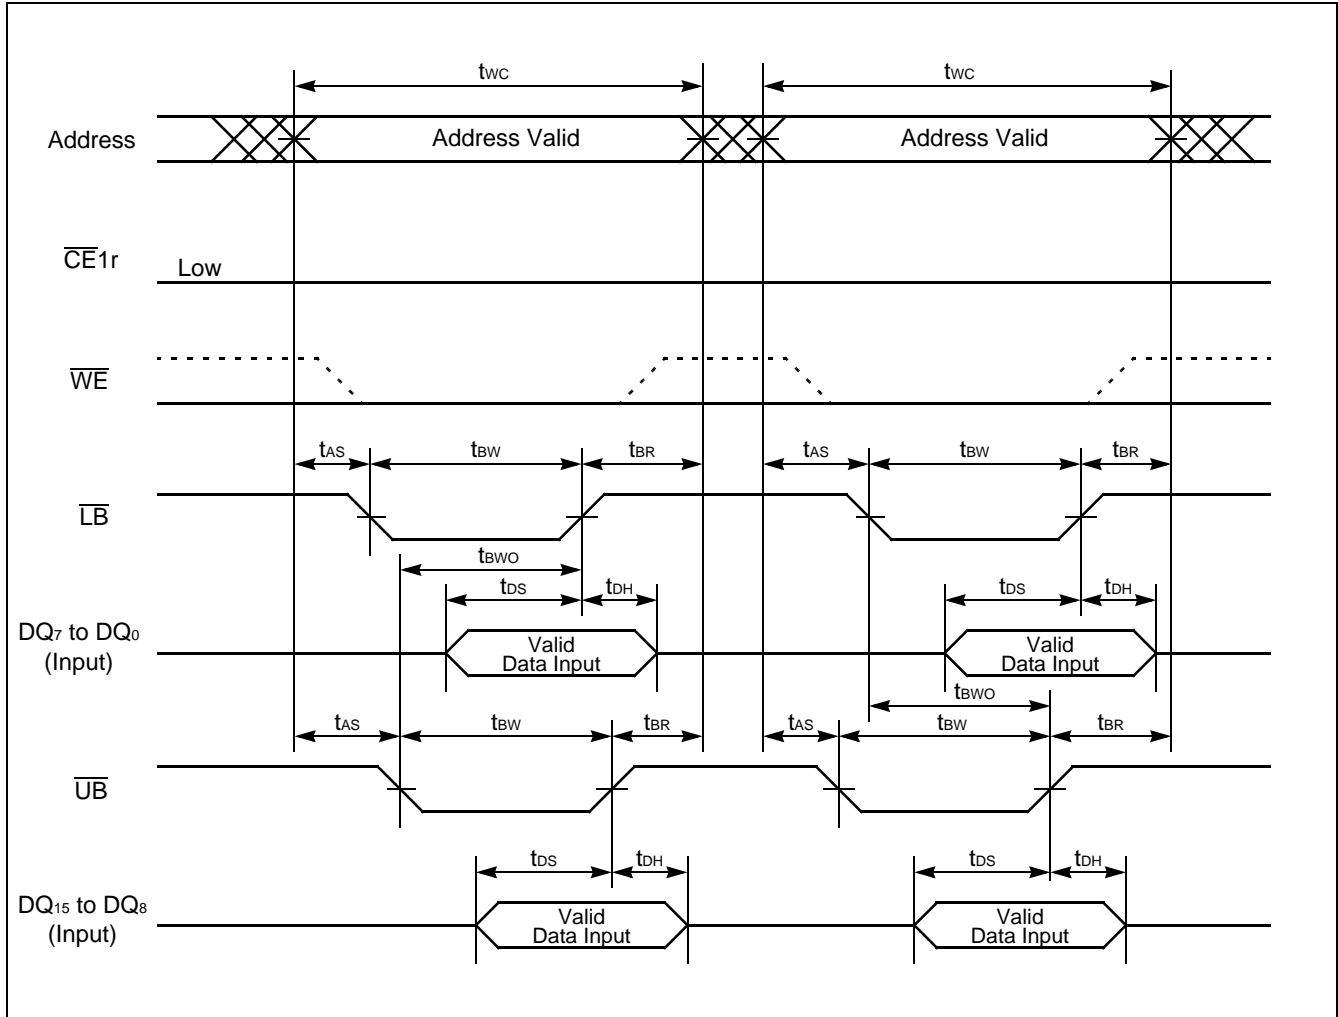 tWC tWC
Address Address Valid Address Valid
CE1r Low
WE
tAS tBW tBR tAS tBW tBR
LB
tBWO
tDS tDH tDS tDH
DQ7 to DQ0 Valid Valid
(Input) Data Input Data Input
tBWO
tAS tBW tBR tAS tBW tBR
UB
tDS tDH tDS tDH
DQ15 to DQ8 Valid Valid
(Input) Data Input Data Input